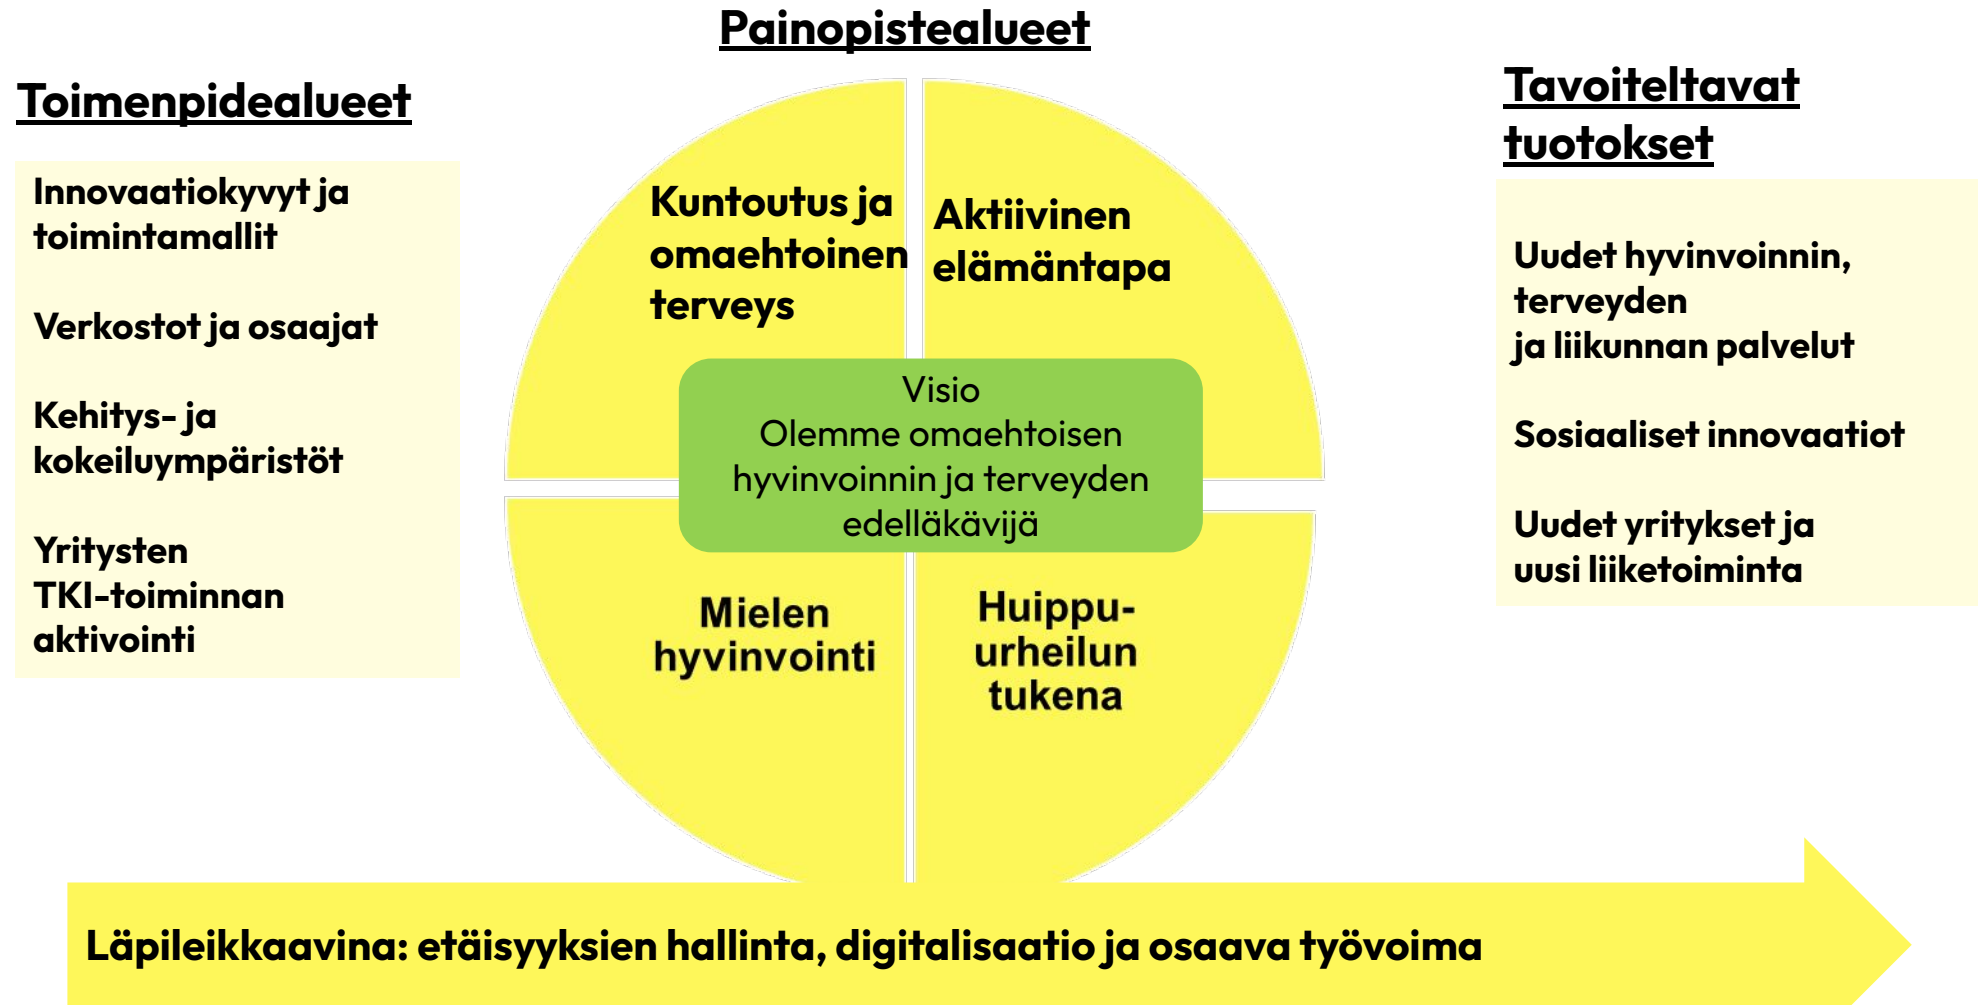 Painopistealueet
Toimenpidealueet
Innovaatiokyvyt ja
toimintamallit
Verkostot ja osaajat
Kehitys- ja
kokeiluympäristöt
Yritysten
TKI-toiminnan
aktivointi
Kuntoutus ja
omaehtoinen
terveys
Aktiivinen
elämäntapa
Visio
Olemme omaehtoisen
hyvinvoinnin ja terveyden
edelläkävijä
Mielen
hyvinvointi
Huippu-
urheilun
tukena
Tavoiteltavat
tuotokset
Uudet hyvinvoinnin,
terveyden
ja liikunnan palvelut
Sosiaaliset innovaatiot
Uudet yritykset ja
uusi liiketoiminta
Läpileikkaavina: etäisyyksien hallinta, digitalisaatio ja osaava työvoima